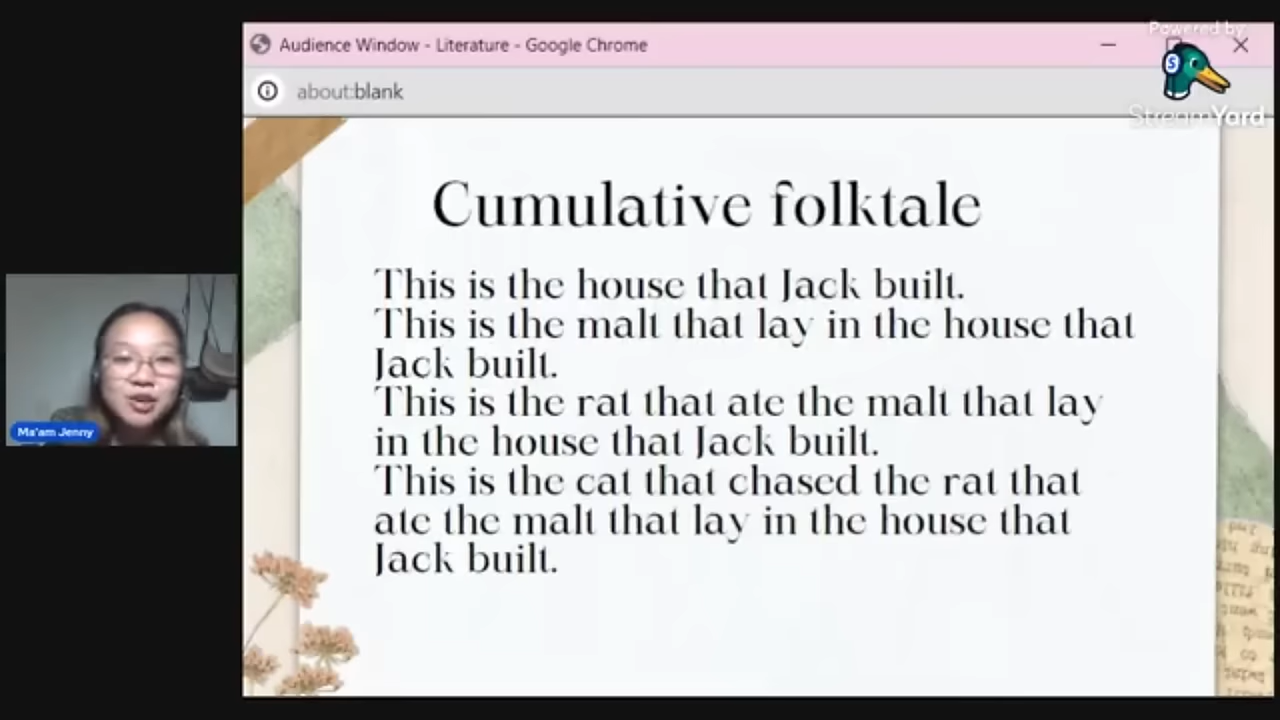 Audience Window - Literature - Google Chrome
Powered by
about:blank
StreamYard
Cumulative folktale
This is the house that Jack built.
This is the malt that lay in the house that
Jack built.
This is the rat that ate the malt that lay
in the house that Jack built.
This is the cat that chased the rat that
ate the malt that lay in the house that
Jack built.
Ma'am Jenny